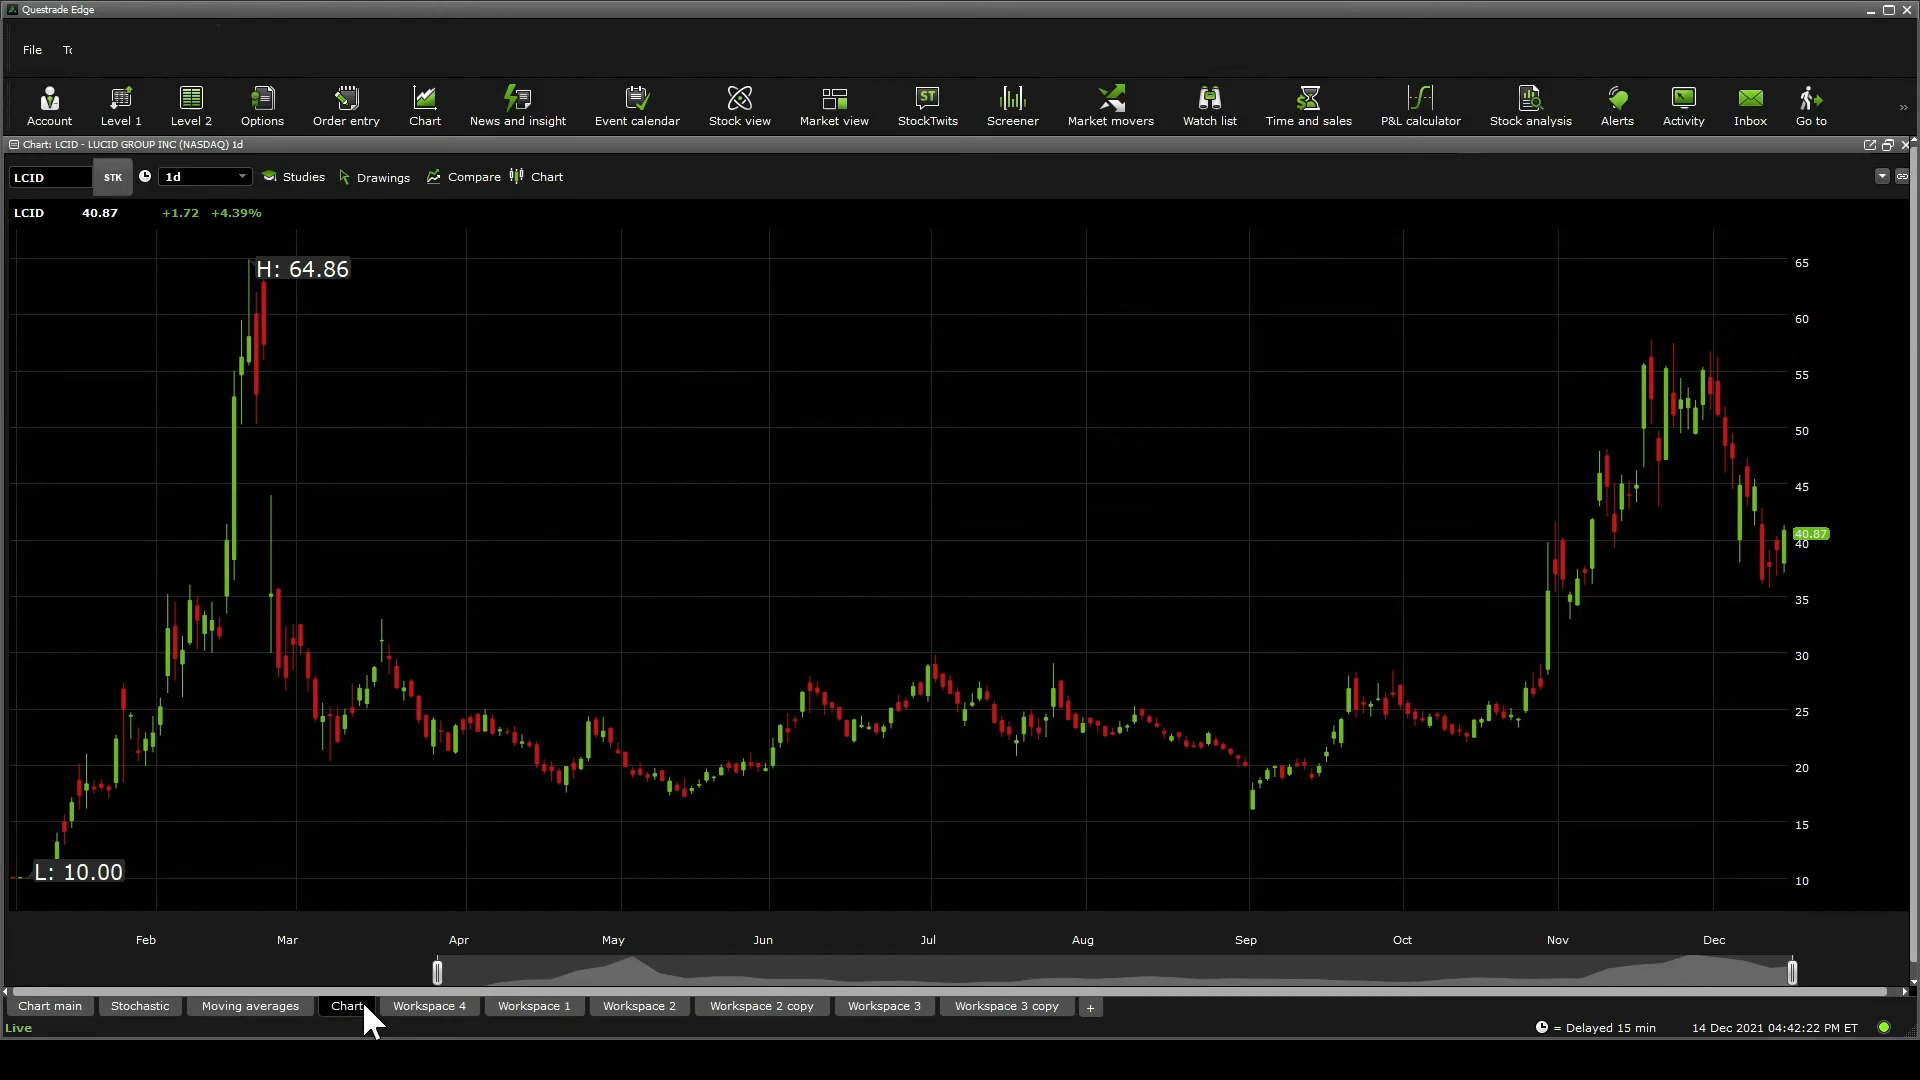 Questrade Edge
File To
Account Level 1 Level 2 Options Order entry Chart News and insight Event calendar Stock view Market view StockTwits Screener Market movers Watch list Time and sales P&L calculator Stock analysis Alerts Activity Inbox Go to
Chart: LCID - LUCID GROUP INC (NASDAQ) 1d
LCID STK 1d Studies Drawings Compare Chart
LCID 40.87 +1.72 +4.39%
H: 64.86
65
60
55
50
45
40.87
40
35
30
25
20
15
L: 10.00
10
Feb Mar Apr May Jun Jul Aug Sep Oct Nov Dec
Chart main Stochastic Moving averages Chart Workspace 4 Workspace 1 Workspace 2 Workspace 2 copy Workspace 3 Workspace 3 copy +
Live = Delayed 15 min 14 Dec 2021 04:42:22 PM ET